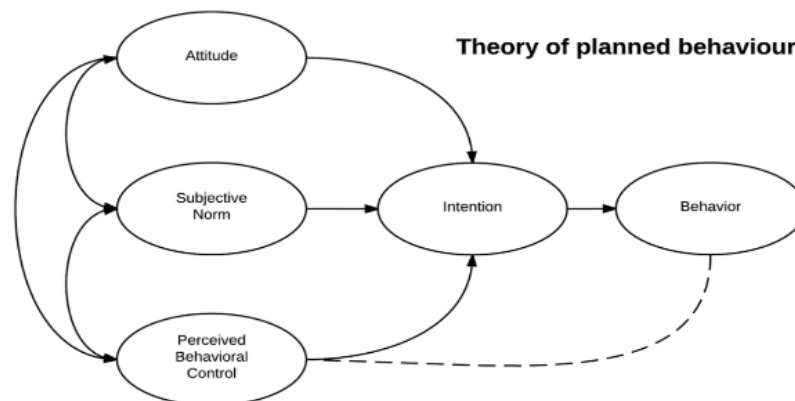 Theory of planned behaviour
Attitude
Subjective
Norm
Intention
Behavior
Perceived
Behavioral
Control